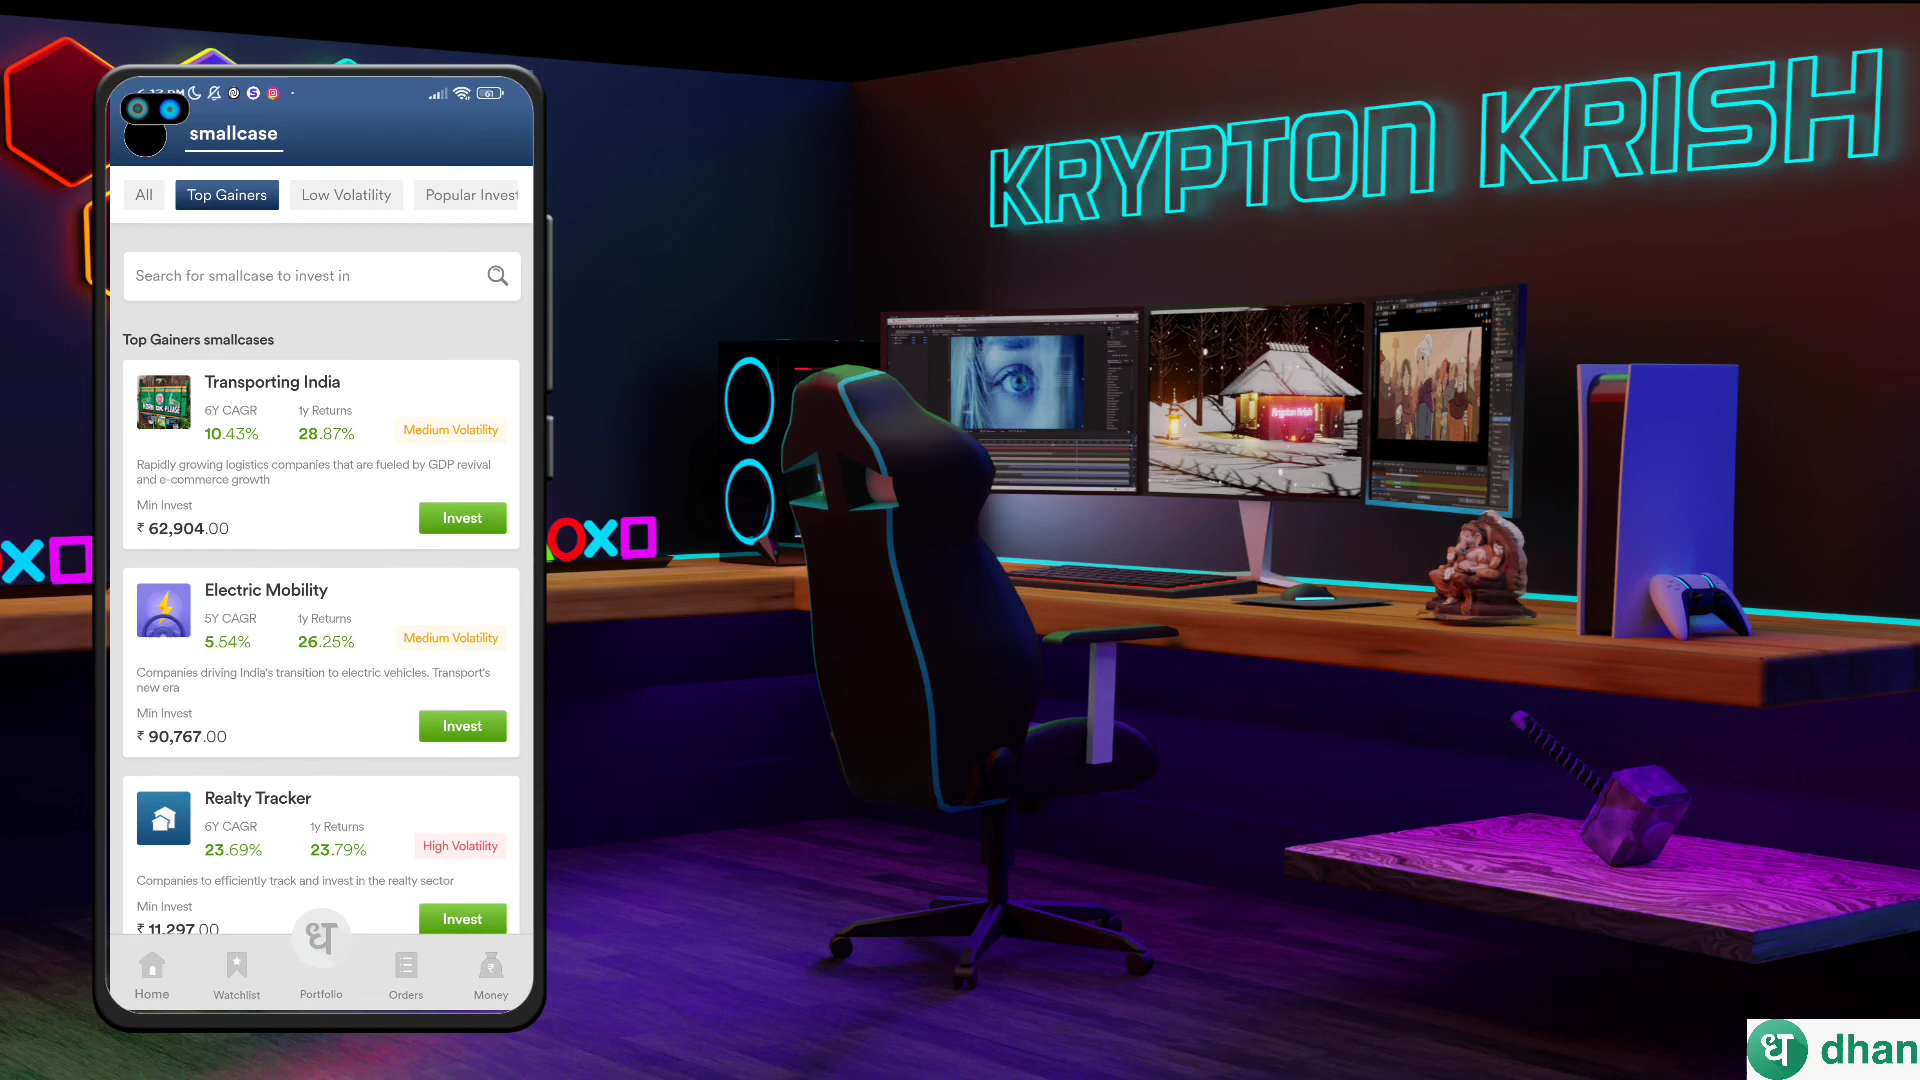 smallcase
All
Top Gainers
Low Volatility
Popular Invest
Search for smallcase to invest in
Top Gainers smallcases
Transporting India
6Y CAGR
1y Returns
10.43%
28.87%
Medium Volatility
Rapidly growing logistics companies that are fueled by GDP revival
and e-commerce growth
Min Invest
₹ 62,904.00
Invest
Electric Mobility
5Y CAGR
1y Returns
5.54%
26.25%
Medium Volatility
Companies driving India's transition to electric vehicles. Transport's
new era
Min Invest
₹ 90,767.00
Invest
Realty Tracker
6Y CAGR
1y Returns
23.69%
23.79%
High Volatility
Companies to efficiently track and invest in the realty sector
Min Invest
₹ 11,297.00
Invest
ध
Home
Watchlist
Portfolio
Orders
Money
KRYPTON KRISH
Krypton Krish
ध dhan